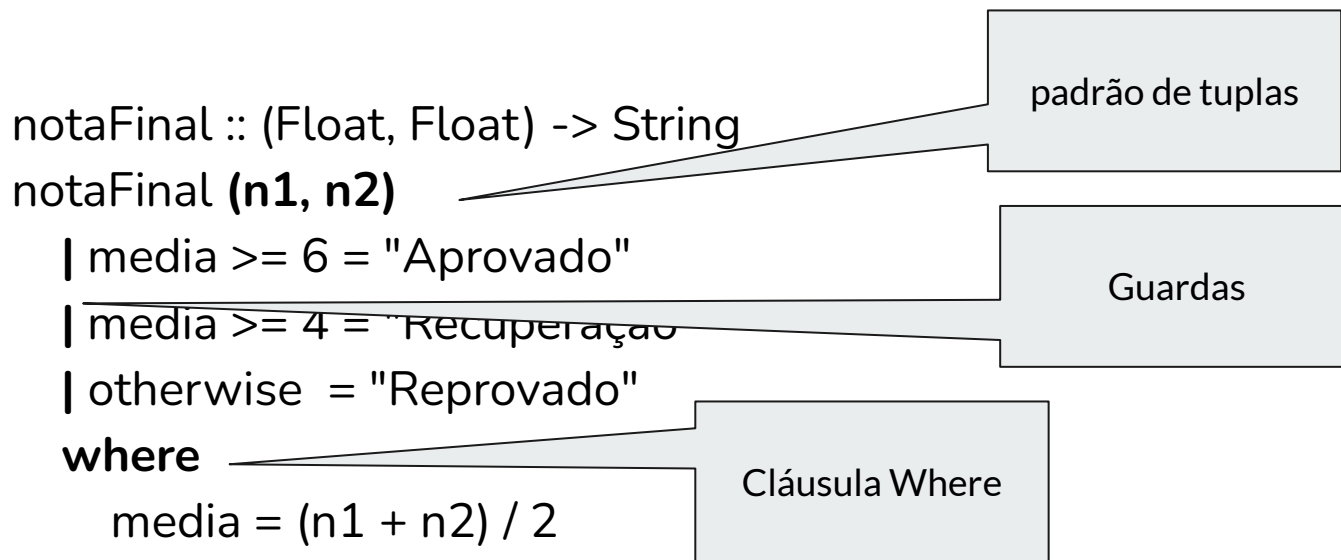 notaFinal :: (Float, Float) -> String
padrão de tuplas
notaFinal (n1, n2)
| media >= 6 = "Aprovado"
Guardas
| media >= 4 = "Recuperação
| otherwise = "Reprovado"
where
Cláusula Where
media = (n1 + n2) / 2